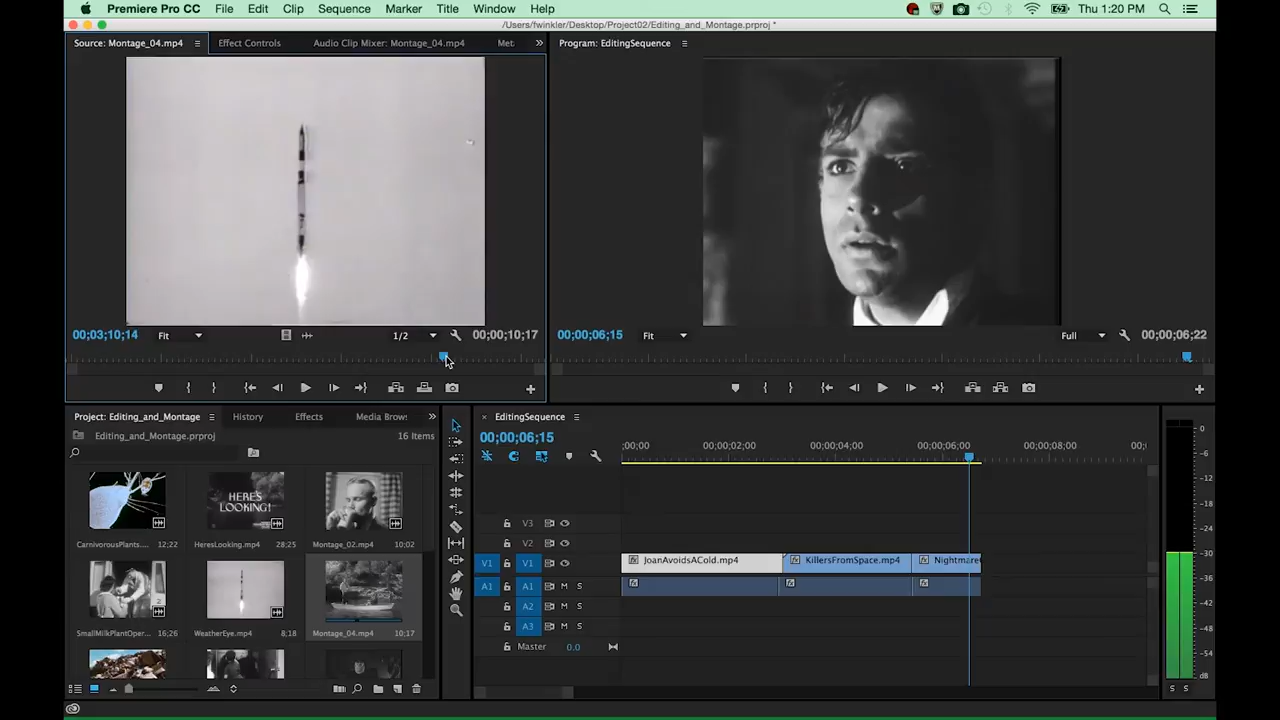 Premiere Pro CC File Edit Clip Sequence Marker Title Window Help Thu 1:20 PM
/Users/fwinkler/Desktop/Project02/Editing_and_Montage.prproj *
Source: Montage_04.mp4 Effect Controls Audio Clip Mixer: Montage_04.mp4 Met
Program: EditingSequence
00;03;10;14 Fit 1/2 00;00;10;17
00;00;06;15 Fit Full 00;00;06;22
Project: Editing_and_Montage History Effects Media Brows
Editing_and_Montage.prproj 16 Items
CarnivorousPlants.... 12;22 HeresLooking.mp4 28;25 Montage_02.mp4 10;02
HERE'S
LOOKING!
SmallMilkPlantOper... 16;26 WeatherEye.mp4 8;18 Montage_04.mp4 10;17
× EditingSequence
00;00;06;15
;00;00 00;00;02;00 00;00;04;00 00;00;06;00 00;00;08;00 00;
V3
V2
V1 V1 JoanAvoidsACold.mp4 KillersFromSpace.mp4 Nightmare
A1 A1 M S
A2 M S
A3 M S
Master 0.0
0
-6
-12
-18
-24
-30
-36
-42
-48
-54
dB
S S